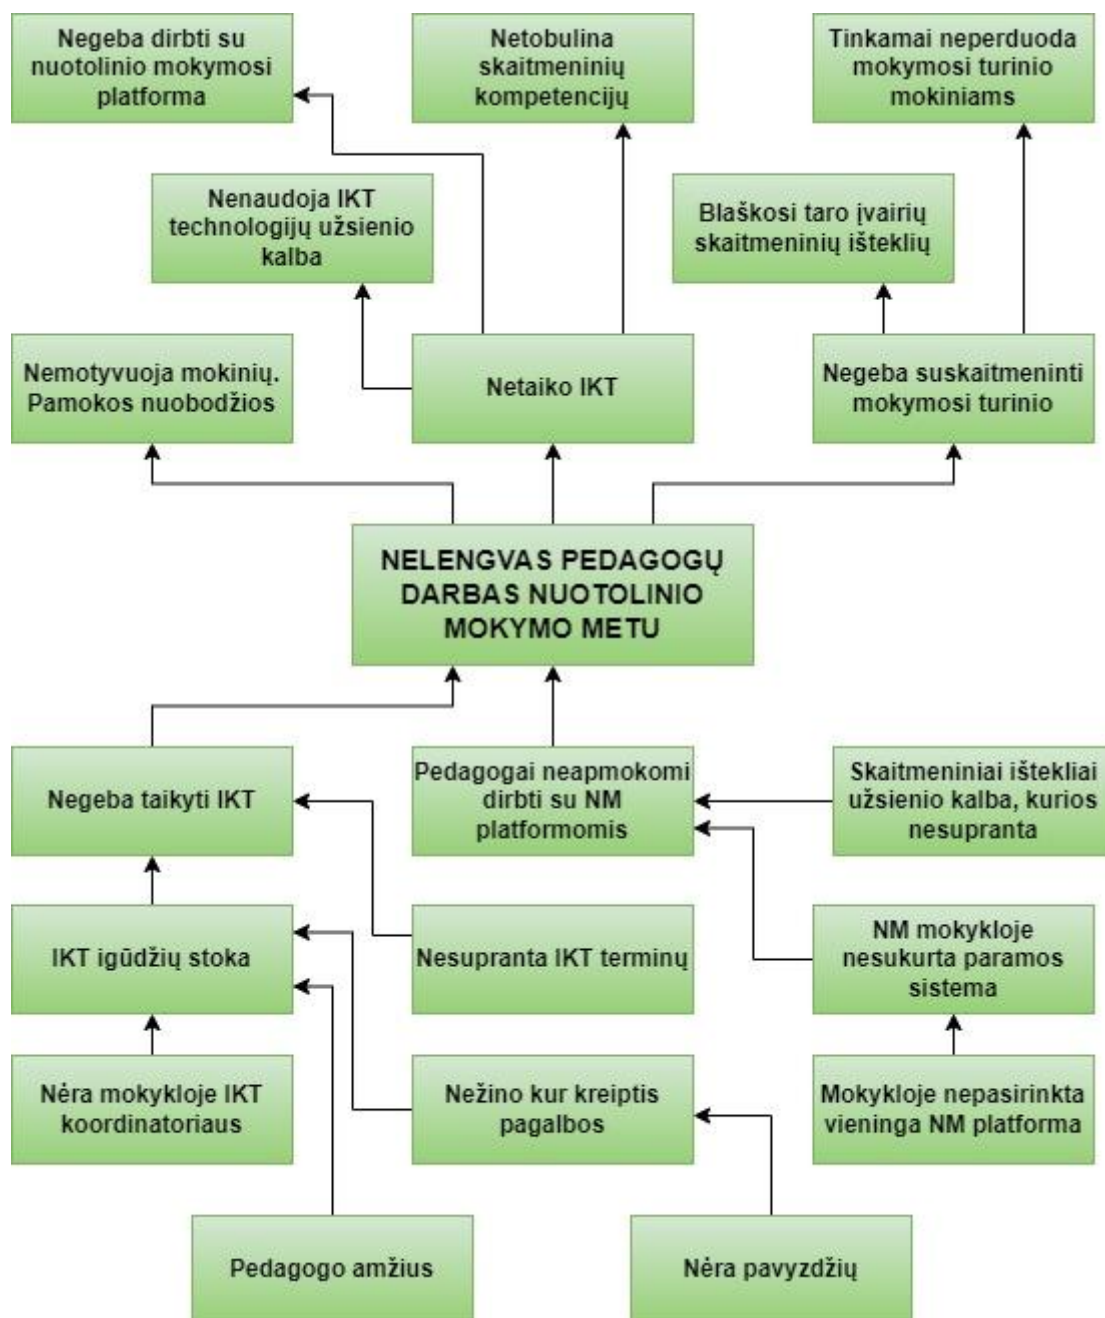 Negeba dirbti su
nuotolinio mokymosi
platforma
Netobulina
skaitmeninių
kompetencijų
Tinkamai neperduoda
mokymosi turinio
mokiniams
Nenaudoja IKT
technologijų užsienio
kalba
Blaškosi taro įvairių
skaitmeninių išteklių
Nemotyvuoja mokinių.
Pamokos nuobodžios
Netaiko IKT
Negeba suskaitmeninti
mokymosi turinio
NELENGVAS PEDAGOGŲ
DARBAS NUOTOLINIO
MOKYMO METU
Negeba taikyti IKT
Pedagogai neapmokomi
dirbti su NM
platformomis
Skaitmeniniai ištekliai
užsienio kalba, kurios
nesupranta
IKT igūdžių stoka
Nesupranta IKT terminų
NM mokykloje
nesukurta paramos
sistema
Nėra mokykloje IKT
koordinatoriaus
Nežino kur kreiptis
pagalbos
Mokykloje nepasirinkta
vieninga NM platforma
Pedagogo amžius
Nėra pavyzdžių